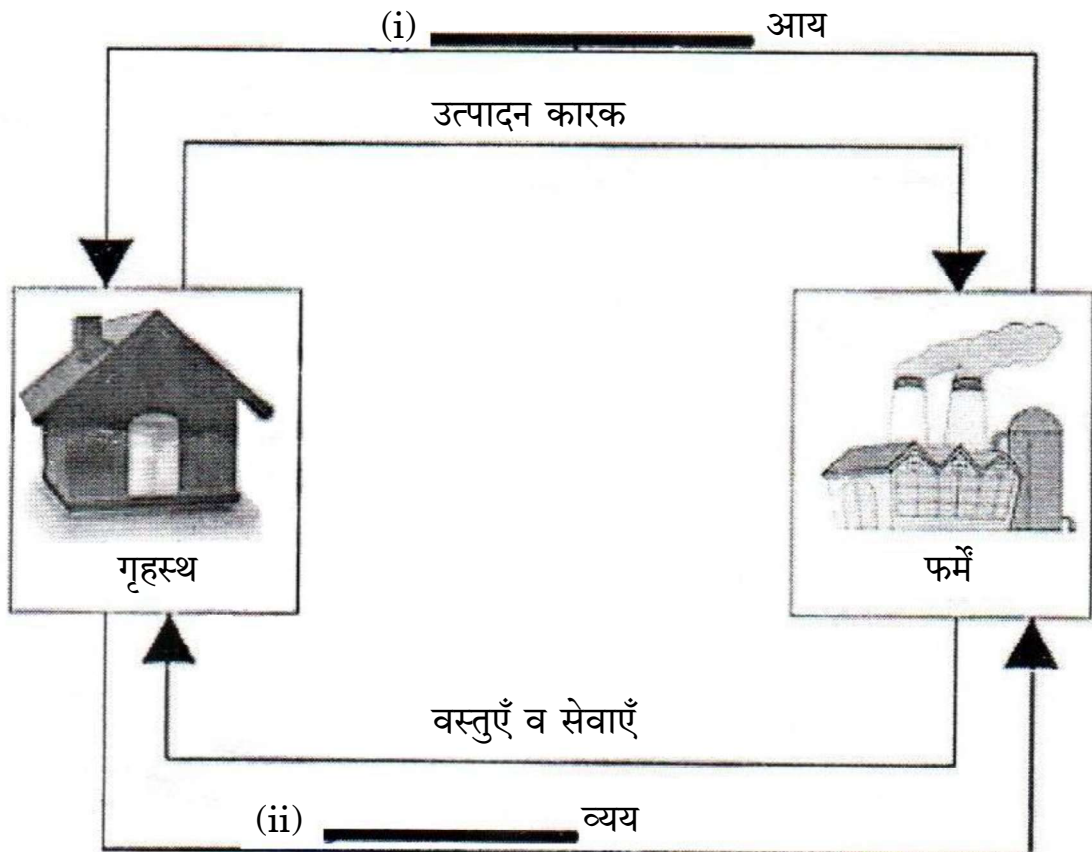 (i) आय
उत्पादन कारक
गृहस्थ
फर्में
वस्तुएँ व सेवाएँ
(ii) व्यय